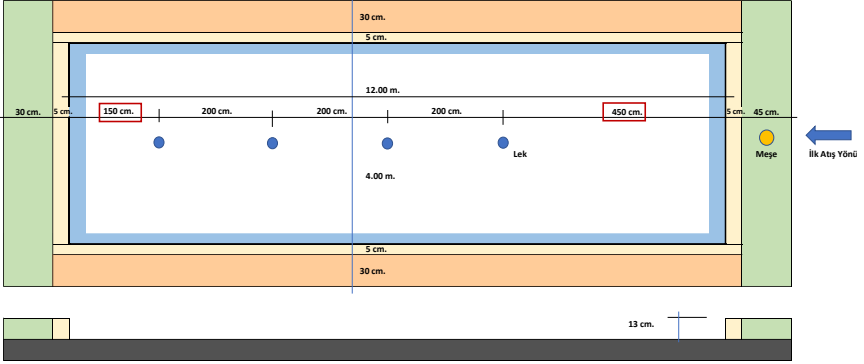 30 cm.
5 cm.
12.00 m.
30 cm. 5 cm. 150 cm. 200 cm. 200 cm. 200 cm. 450 cm. 5 cm. 45 cm.
Lek Meşe İlk Atış Yönü
4.00 m.
5 cm.
30 cm.
13 cm.